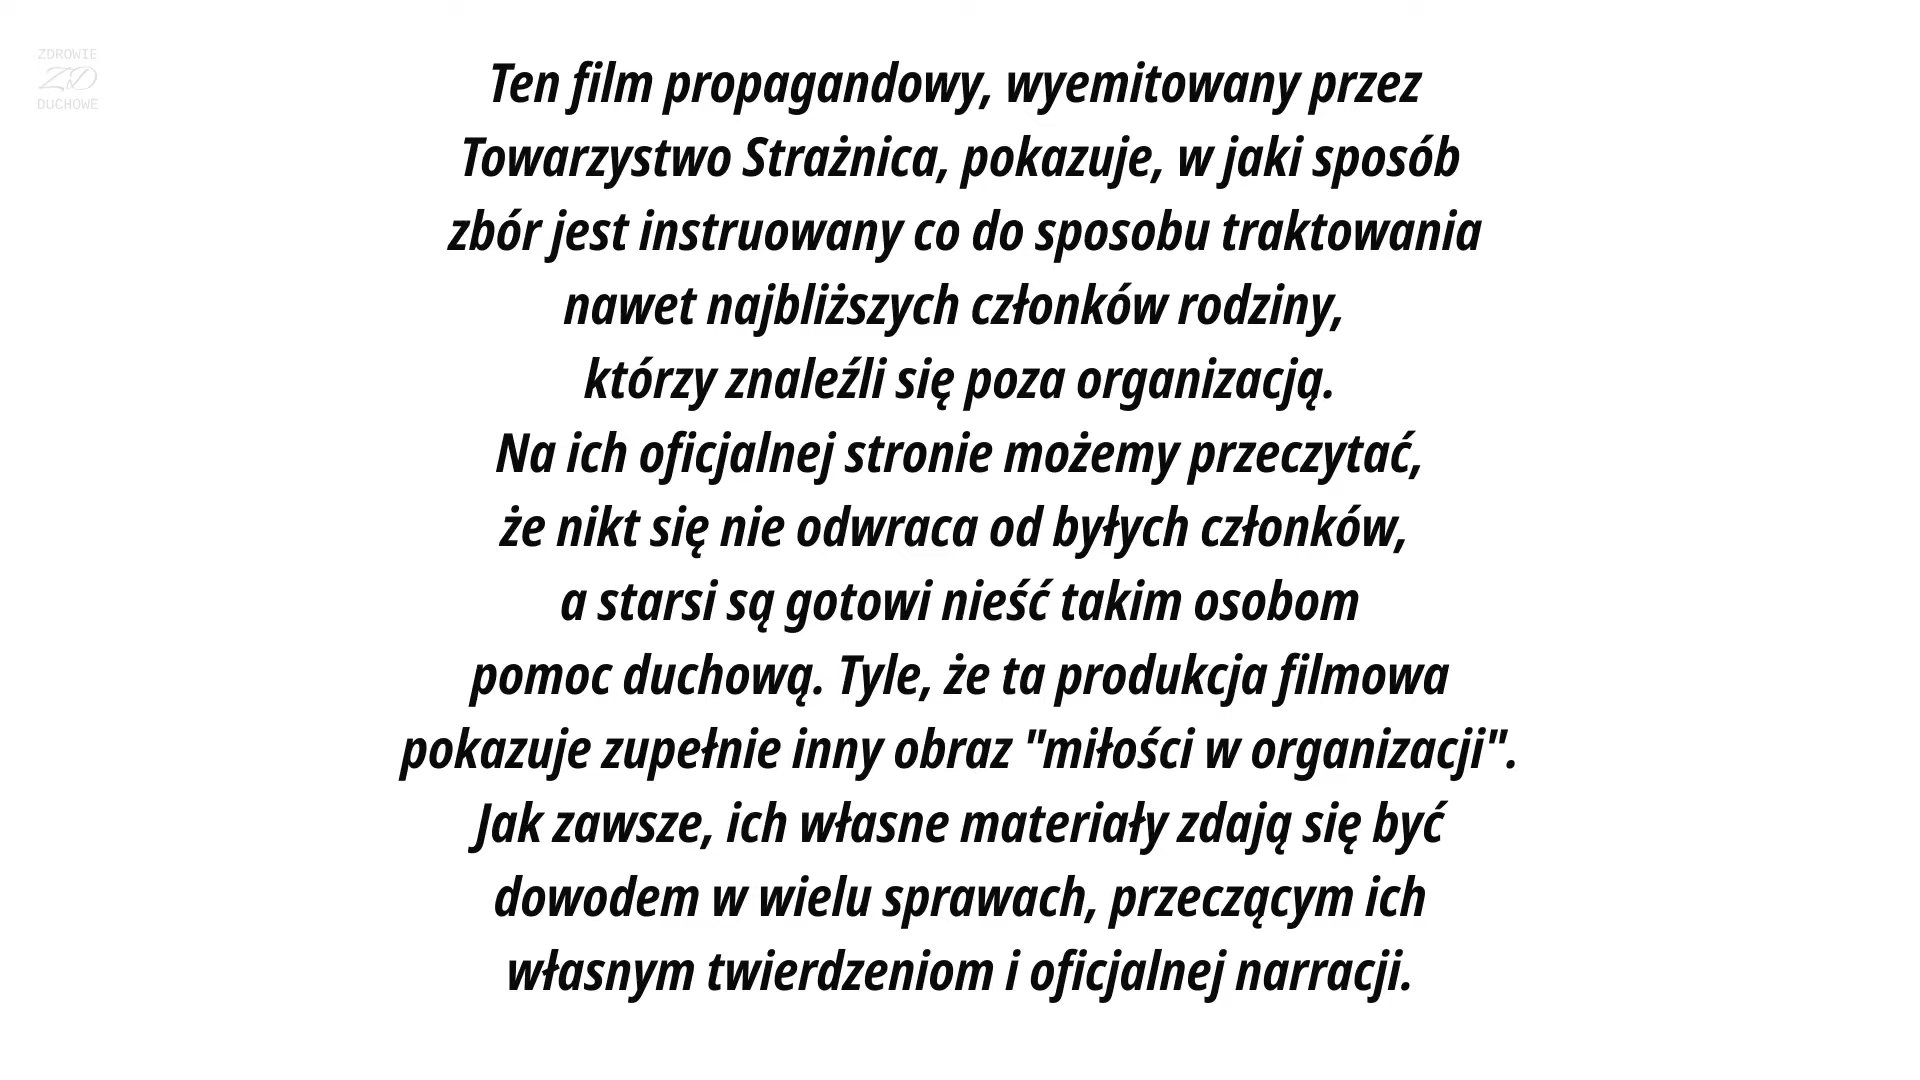 ZDROWIE
ZD
DUCHOWE
Ten film propagandowy, wyemitowany przez
Towarzystwo Strażnica, pokazuje, w jaki sposób
zbór jest instruowany co do sposobu traktowania
nawet najbliższych członków rodziny,
którzy znaleźli się poza organizacją.
Na ich oficjalnej stronie możemy przeczytać,
że nikt się nie odwraca od byłych członków,
a starsi są gotowi nieść takim osobom
pomoc duchową. Tyle, że ta produkcja filmowa
pokazuje zupełnie inny obraz "miłości w organizacji".
Jak zawsze, ich własne materiały zdają się być
dowodem w wielu sprawach, przeczącym ich
własnym twierdzeniom i oficjalnej narracji.